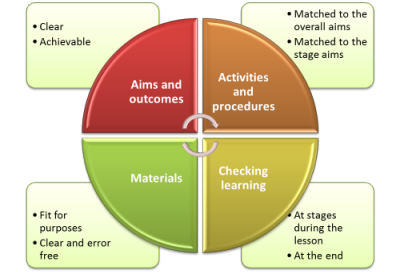 • Clear
• Achievable
• Matched to the
overall aims
• Matched to the
stage aims
Aims and
outcomes
Activities
and
procedures
Materials
Checking
learning
• Fit for
purposes
• Clear and error
free
• At stages
during the
lesson
• At the end